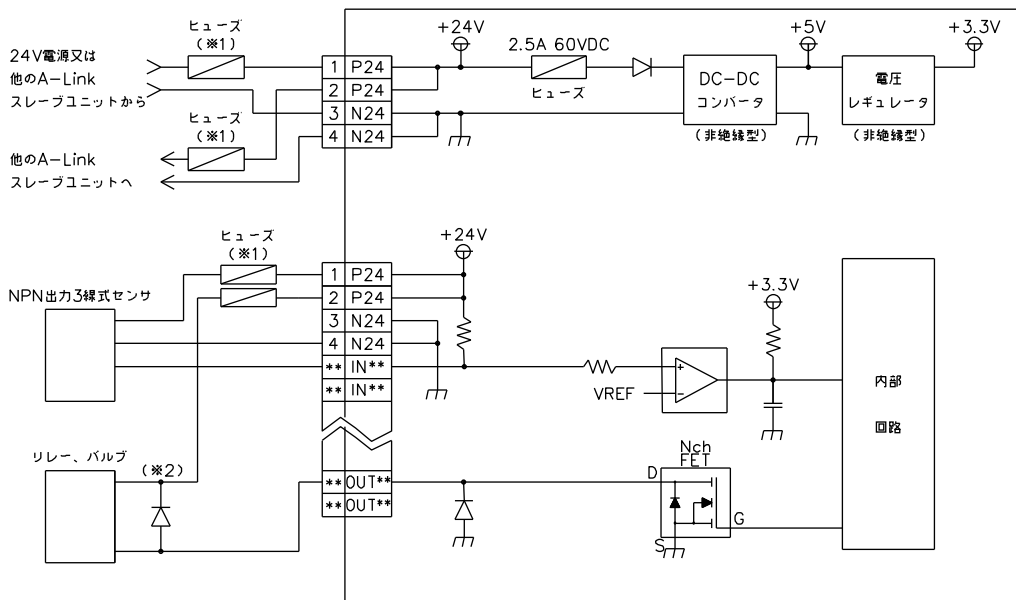 ヒューズ
(※1)
24V電源又は
他のA-Link
スレーブユニットから
1 P24
2 P24
3 N24
4 N24
+24V
2.5A 60VDC
ヒューズ
DC-DC
コンバータ
(非絶縁型)
+5V
電圧
レギュレータ
(非絶縁型)
+3.3V
ヒューズ
(※1)
他のA-Link
スレーブユニットへ
ヒューズ
(※1)
NPN出力3線式センサ
1 P24
2 P24
3 N24
4 N24
** IN**
** IN**
+24V
VREF
+
-
+3.3V
内部
回路
リレー、バルブ
(※2)
** OUT**
** OUT**
Nch
FET
D
G
S